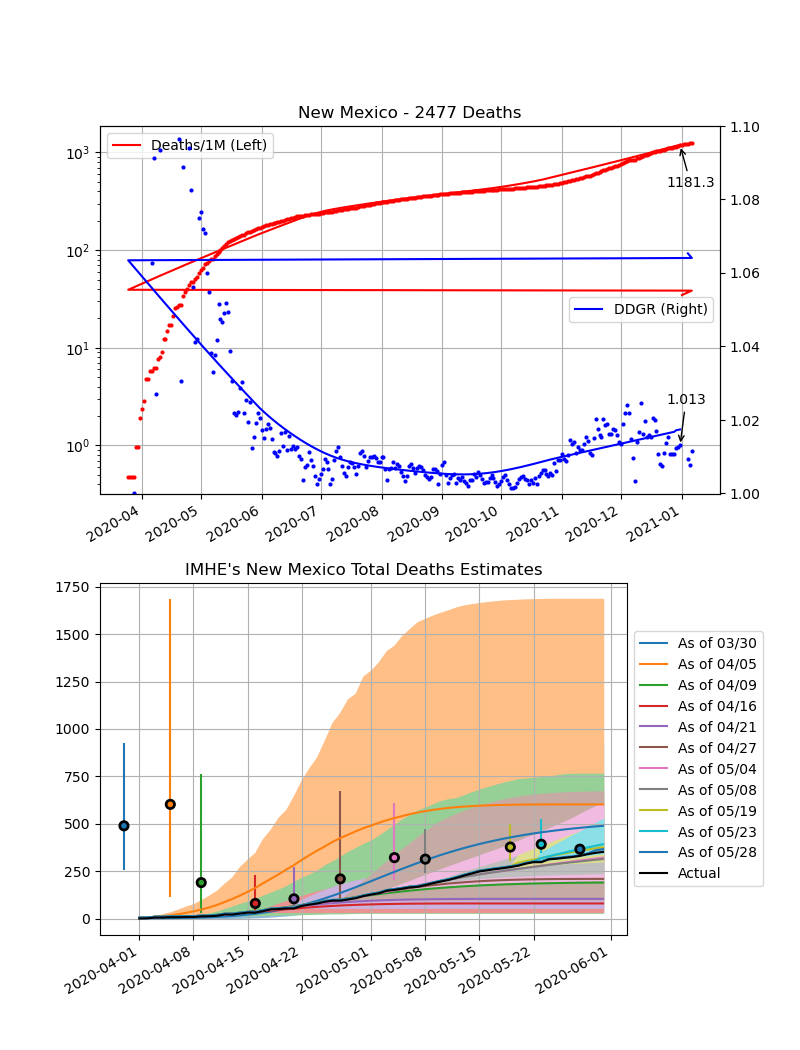 New Mexico - 2477 Deaths
Deaths/1M (Left)
DDGR (Right)
1181.3
1.013
10³
10²
10¹
10⁰
1.10
1.08
1.06
1.04
1.02
1.00
2020-04
2020-05
2020-06
2020-07
2020-08
2020-09
2020-10
2020-11
2020-12
2021-01
IMHE's New Mexico Total Deaths Estimates
1750
1500
1250
1000
750
500
250
0
2020-04-01
2020-04-08
2020-04-15
2020-04-22
2020-05-01
2020-05-08
2020-05-15
2020-05-22
2020-06-01
As of 03/30
As of 04/05
As of 04/09
As of 04/16
As of 04/21
As of 04/27
As of 05/04
As of 05/08
As of 05/19
As of 05/23
As of 05/28
Actual